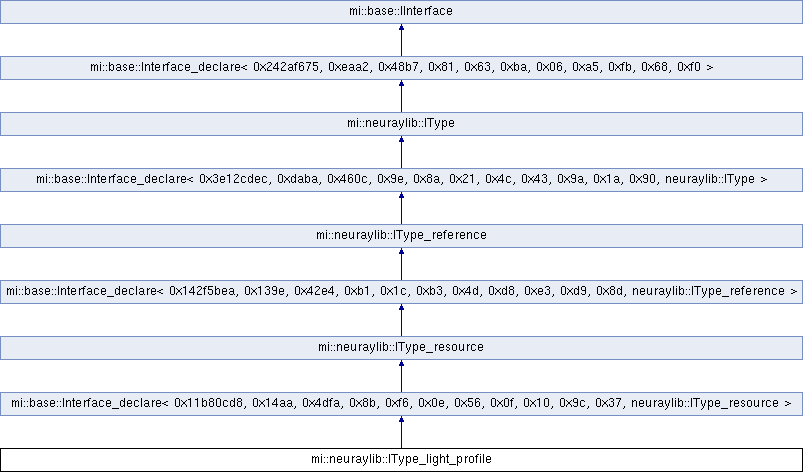 mi::base::IInterface
mi::base::Interface_declare< 0x242af675, 0xeaa2, 0x48b7, 0x81, 0x63, 0xba, 0x06, 0xa5, 0xfb, 0x68, 0xf0 >
mi::neuraylib::IType
mi::base::Interface_declare< 0x3e12cdec, 0xdaba, 0x460c, 0x9e, 0x8a, 0x21, 0x4c, 0x43, 0x9a, 0x1a, 0x90, neuraylib::IType >
mi::neuraylib::IType_reference
mi::base::Interface_declare< 0x142f5bea, 0x139e, 0x42e4, 0xb1, 0x1c, 0xb3, 0x4d, 0xd8, 0xe3, 0xd9, 0x8d, neuraylib::IType_reference >
mi::neuraylib::IType_resource
mi::base::Interface_declare< 0x11b80cd8, 0x14aa, 0x4dfa, 0x8b, 0xf6, 0x0e, 0x56, 0x0f, 0x10, 0x9c, 0x37, neuraylib::IType_resource >
mi::neuraylib::IType_light_profile